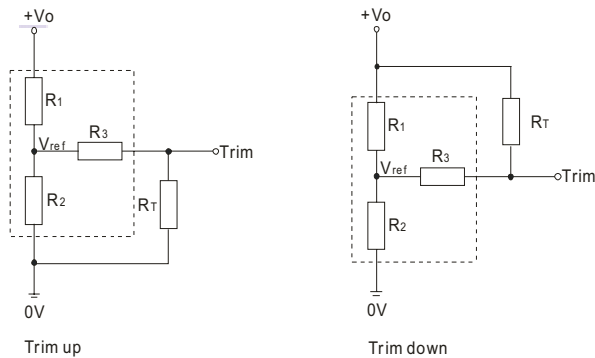 +Vo
R1
Vref
R3
Trim
R2
RT
0V
Trim up
+Vo
R1
RT
Vref
R3
Trim
R2
0V
Trim down